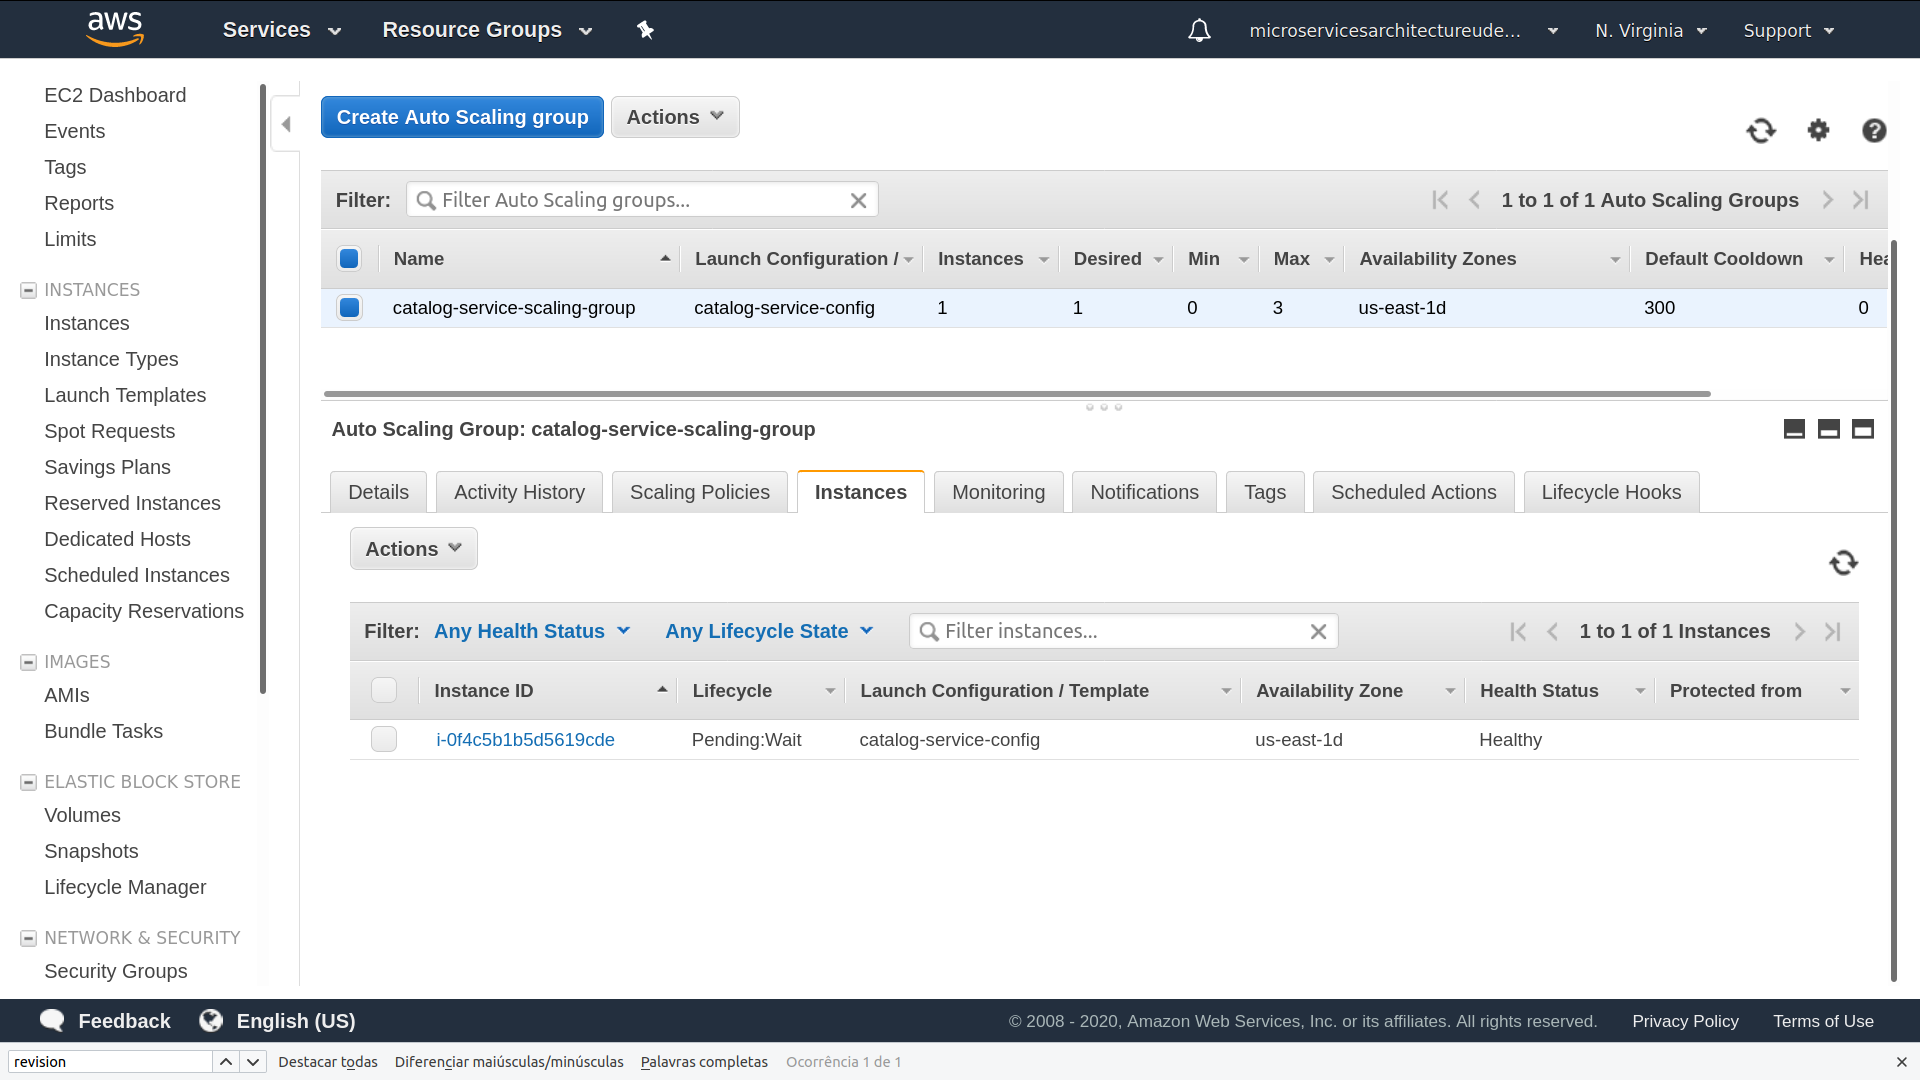 aws Services Resource Groups microservicesarchitectureude... N. Virginia Support
EC2 Dashboard
Events
Tags
Reports
Limits
INSTANCES
Instances
Instance Types
Launch Templates
Spot Requests
Savings Plans
Reserved Instances
Dedicated Hosts
Scheduled Instances
Capacity Reservations
IMAGES
AMIs
Bundle Tasks
ELASTIC BLOCK STORE
Volumes
Snapshots
Lifecycle Manager
NETWORK & SECURITY
Security Groups
Create Auto Scaling group Actions
Filter: Filter Auto Scaling groups... 1 to 1 of 1 Auto Scaling Groups
Name Launch Configuration / Instances Desired Min Max Availability Zones Default Cooldown Hea
catalog-service-scaling-group catalog-service-config 1 1 0 3 us-east-1d 300 0
Auto Scaling Group: catalog-service-scaling-group
Details Activity History Scaling Policies Instances Monitoring Notifications Tags Scheduled Actions Lifecycle Hooks
Actions
Filter: Any Health Status Any Lifecycle State Filter instances... 1 to 1 of 1 Instances
Instance ID Lifecycle Launch Configuration / Template Availability Zone Health Status Protected from
i-0f4c5b1b5d5619cde Pending:Wait catalog-service-config us-east-1d Healthy
Feedback English (US) © 2008 - 2020, Amazon Web Services, Inc. or its affiliates. All rights reserved. Privacy Policy Terms of Use
revision Destacar todas Diferenciar maiúsculas/minúsculas Palavras completas Ocorrência 1 de 1